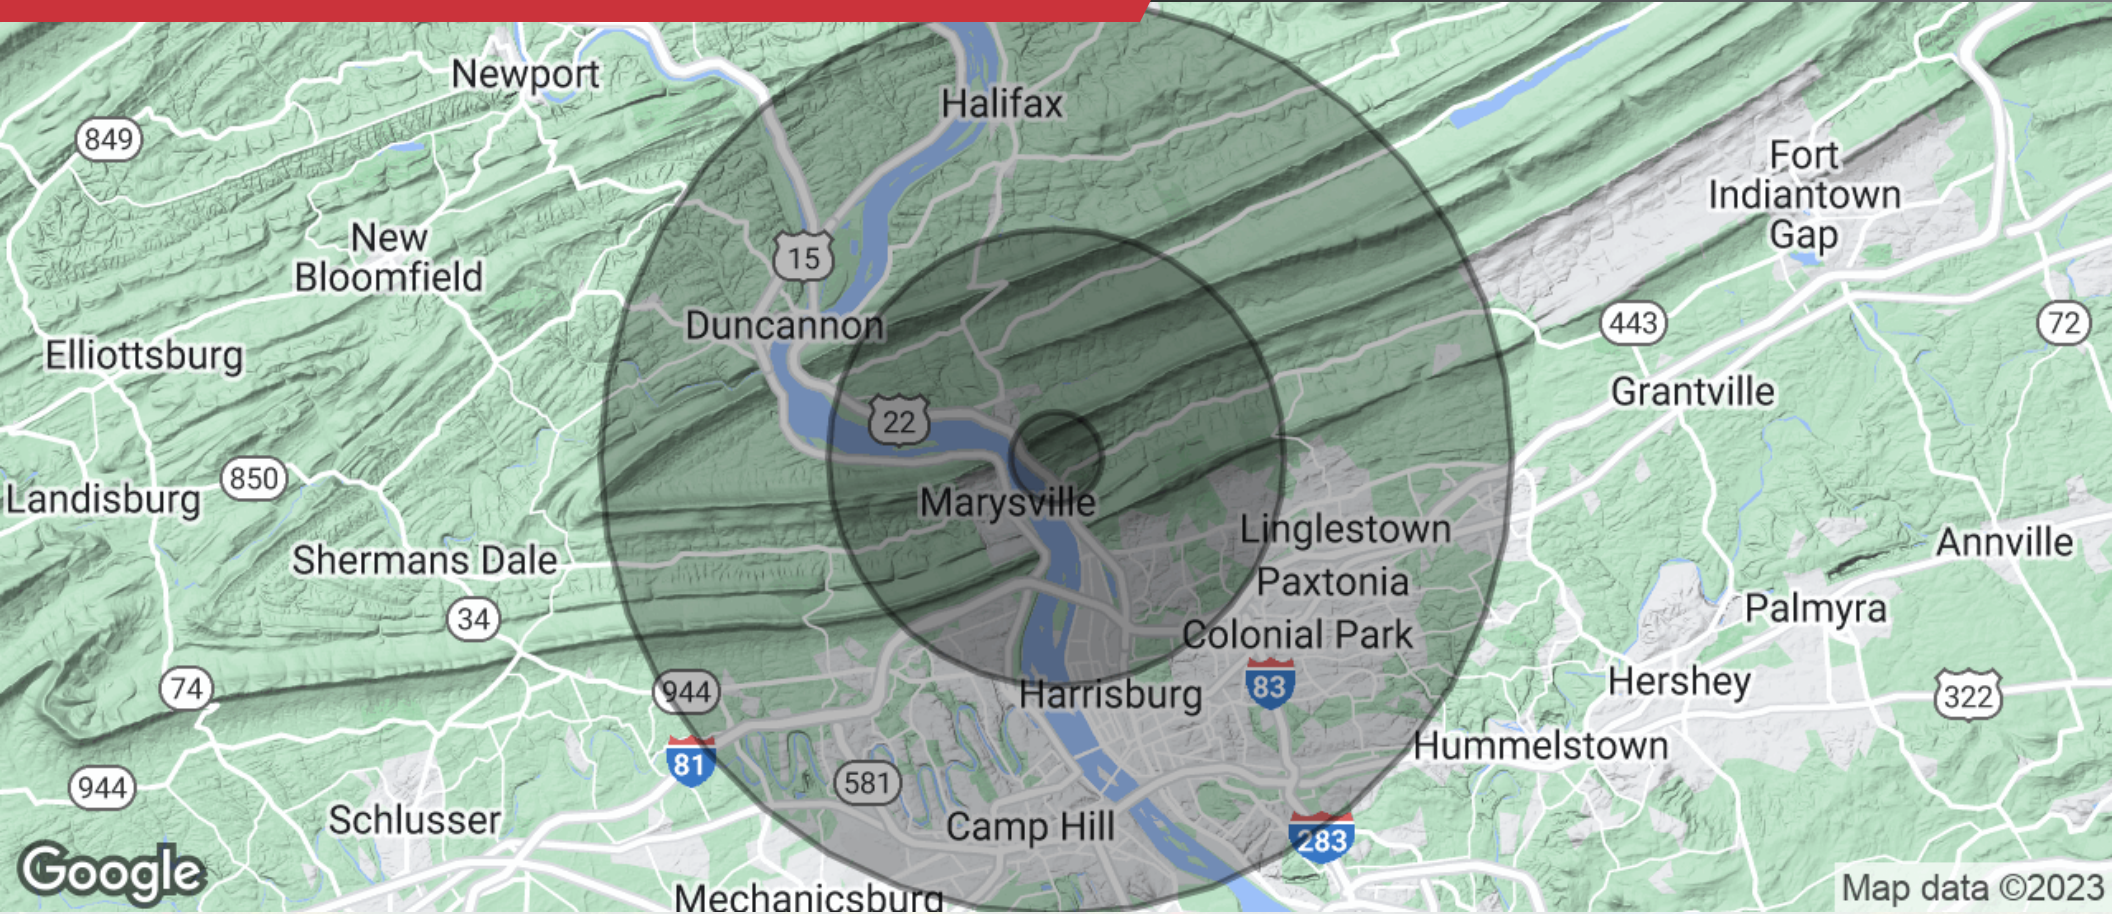 Newport
Halifax
849
Fort
Indiantown
Gap
New
Bloomfield
15
Duncannon
443
72
Elliottsburg
Grantville
22
850
Landisburg
Marysville
Linglestown
Annville
Shermans Dale
Paxtonia
34
Palmyra
Colonial Park
74
944
Harrisburg
83
Hershey
322
Hummelstown
81
944
581
Schlusser
Camp Hill
283
Google
Mechanicsburg
Map data ©2023